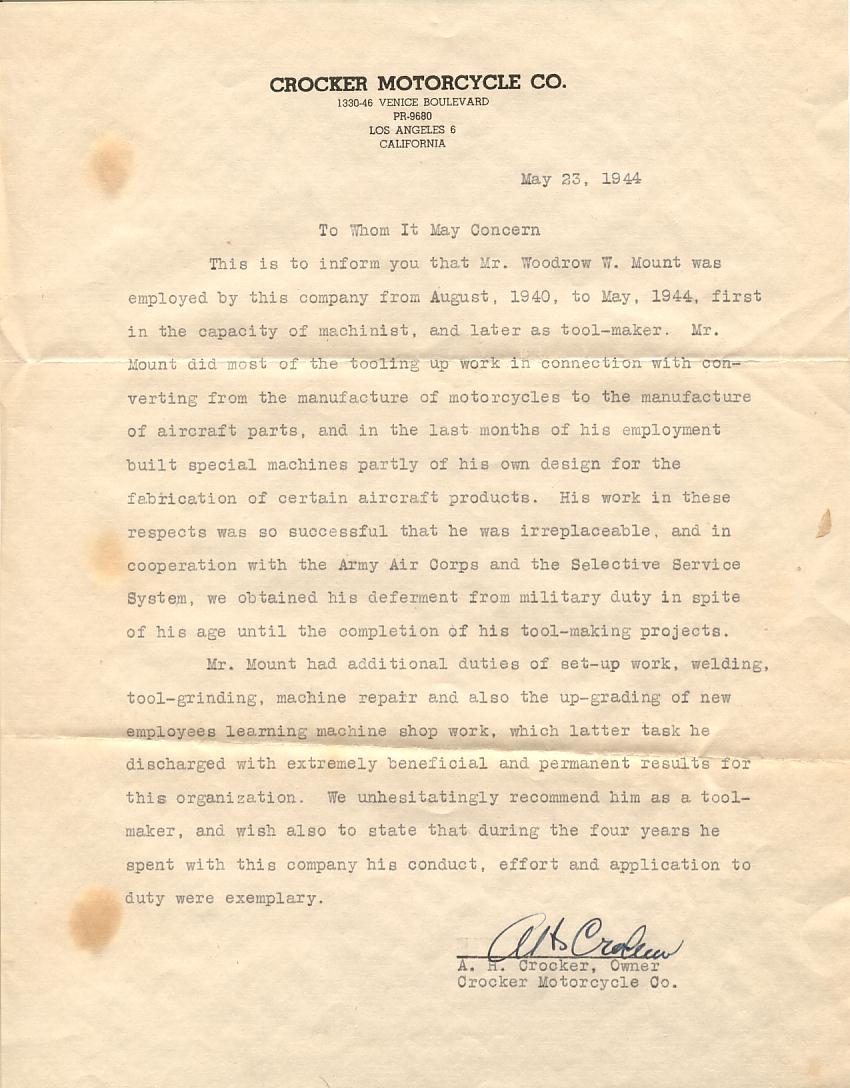 CROCKER MOTORCYCLE CO.
1330-46 VENICE BOULEVARD
PR-9680
LOS ANGELES 6
CALIFORNIA
May 23, 1944
To Whom It May Concern
This is to inform you that Mr. Woodrow W. Mount was
employed by this company from August, 1940, to May, 1944, first
in the capacity of machinist, and later as tool-maker. Mr.
Mount did most of the tooling up work in connection with con-
verting from the manufacture of motorcycles to the manufacture
of aircraft parts, and in the last months of his employment
built special machines partly of his own design for the
fabrication of certain aircraft products. His work in these
respects was so successful that he was irreplaceable, and in
cooperation with the Army Air Corps and the Selective Service
System, we obtained his deferment from military duty in spite
of his age until the completion of his tool-making projects.
Mr. Mount had additional duties of set-up work, welding,
tool-grinding, machine repair and also the up-grading of new
employees learning machine shop work, which latter task he
discharged with extremely beneficial and permanent results for
this organization. We unhesitatingly recommend him as a tool-
maker, and wish also to state that during the four years he
spent with this company his conduct, effort and application to
duty were exemplary.
AH Crocker
A. H. Crocker, Owner
Crocker Motorcycle Co.